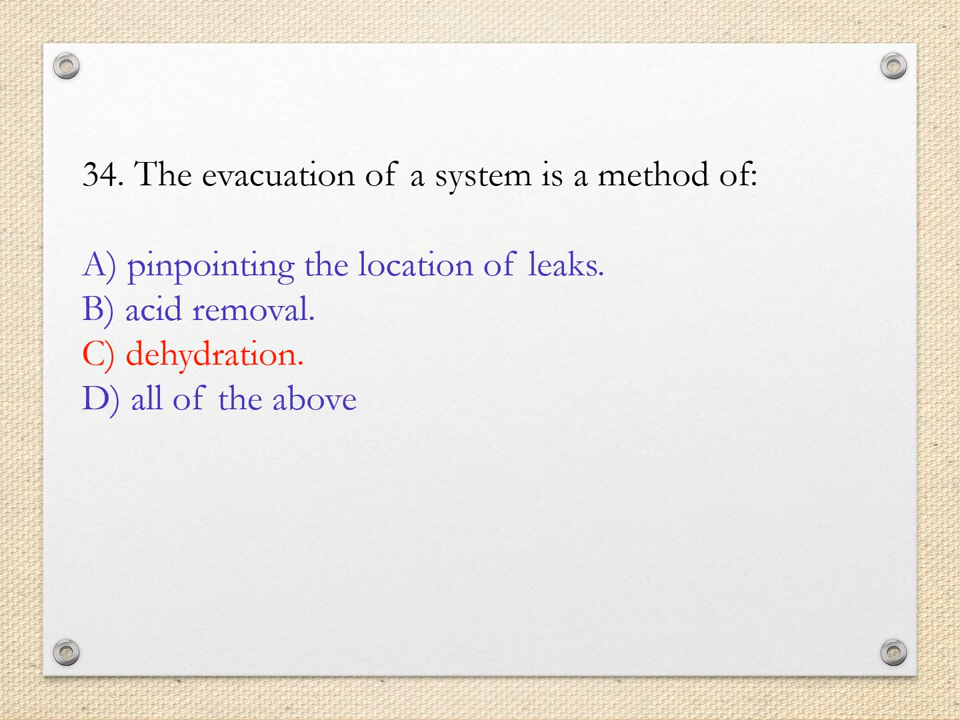 34. The evacuation of a system is a method of:
A) pinpointing the location of leaks.
B) acid removal.
C) dehydration.
D) all of the above